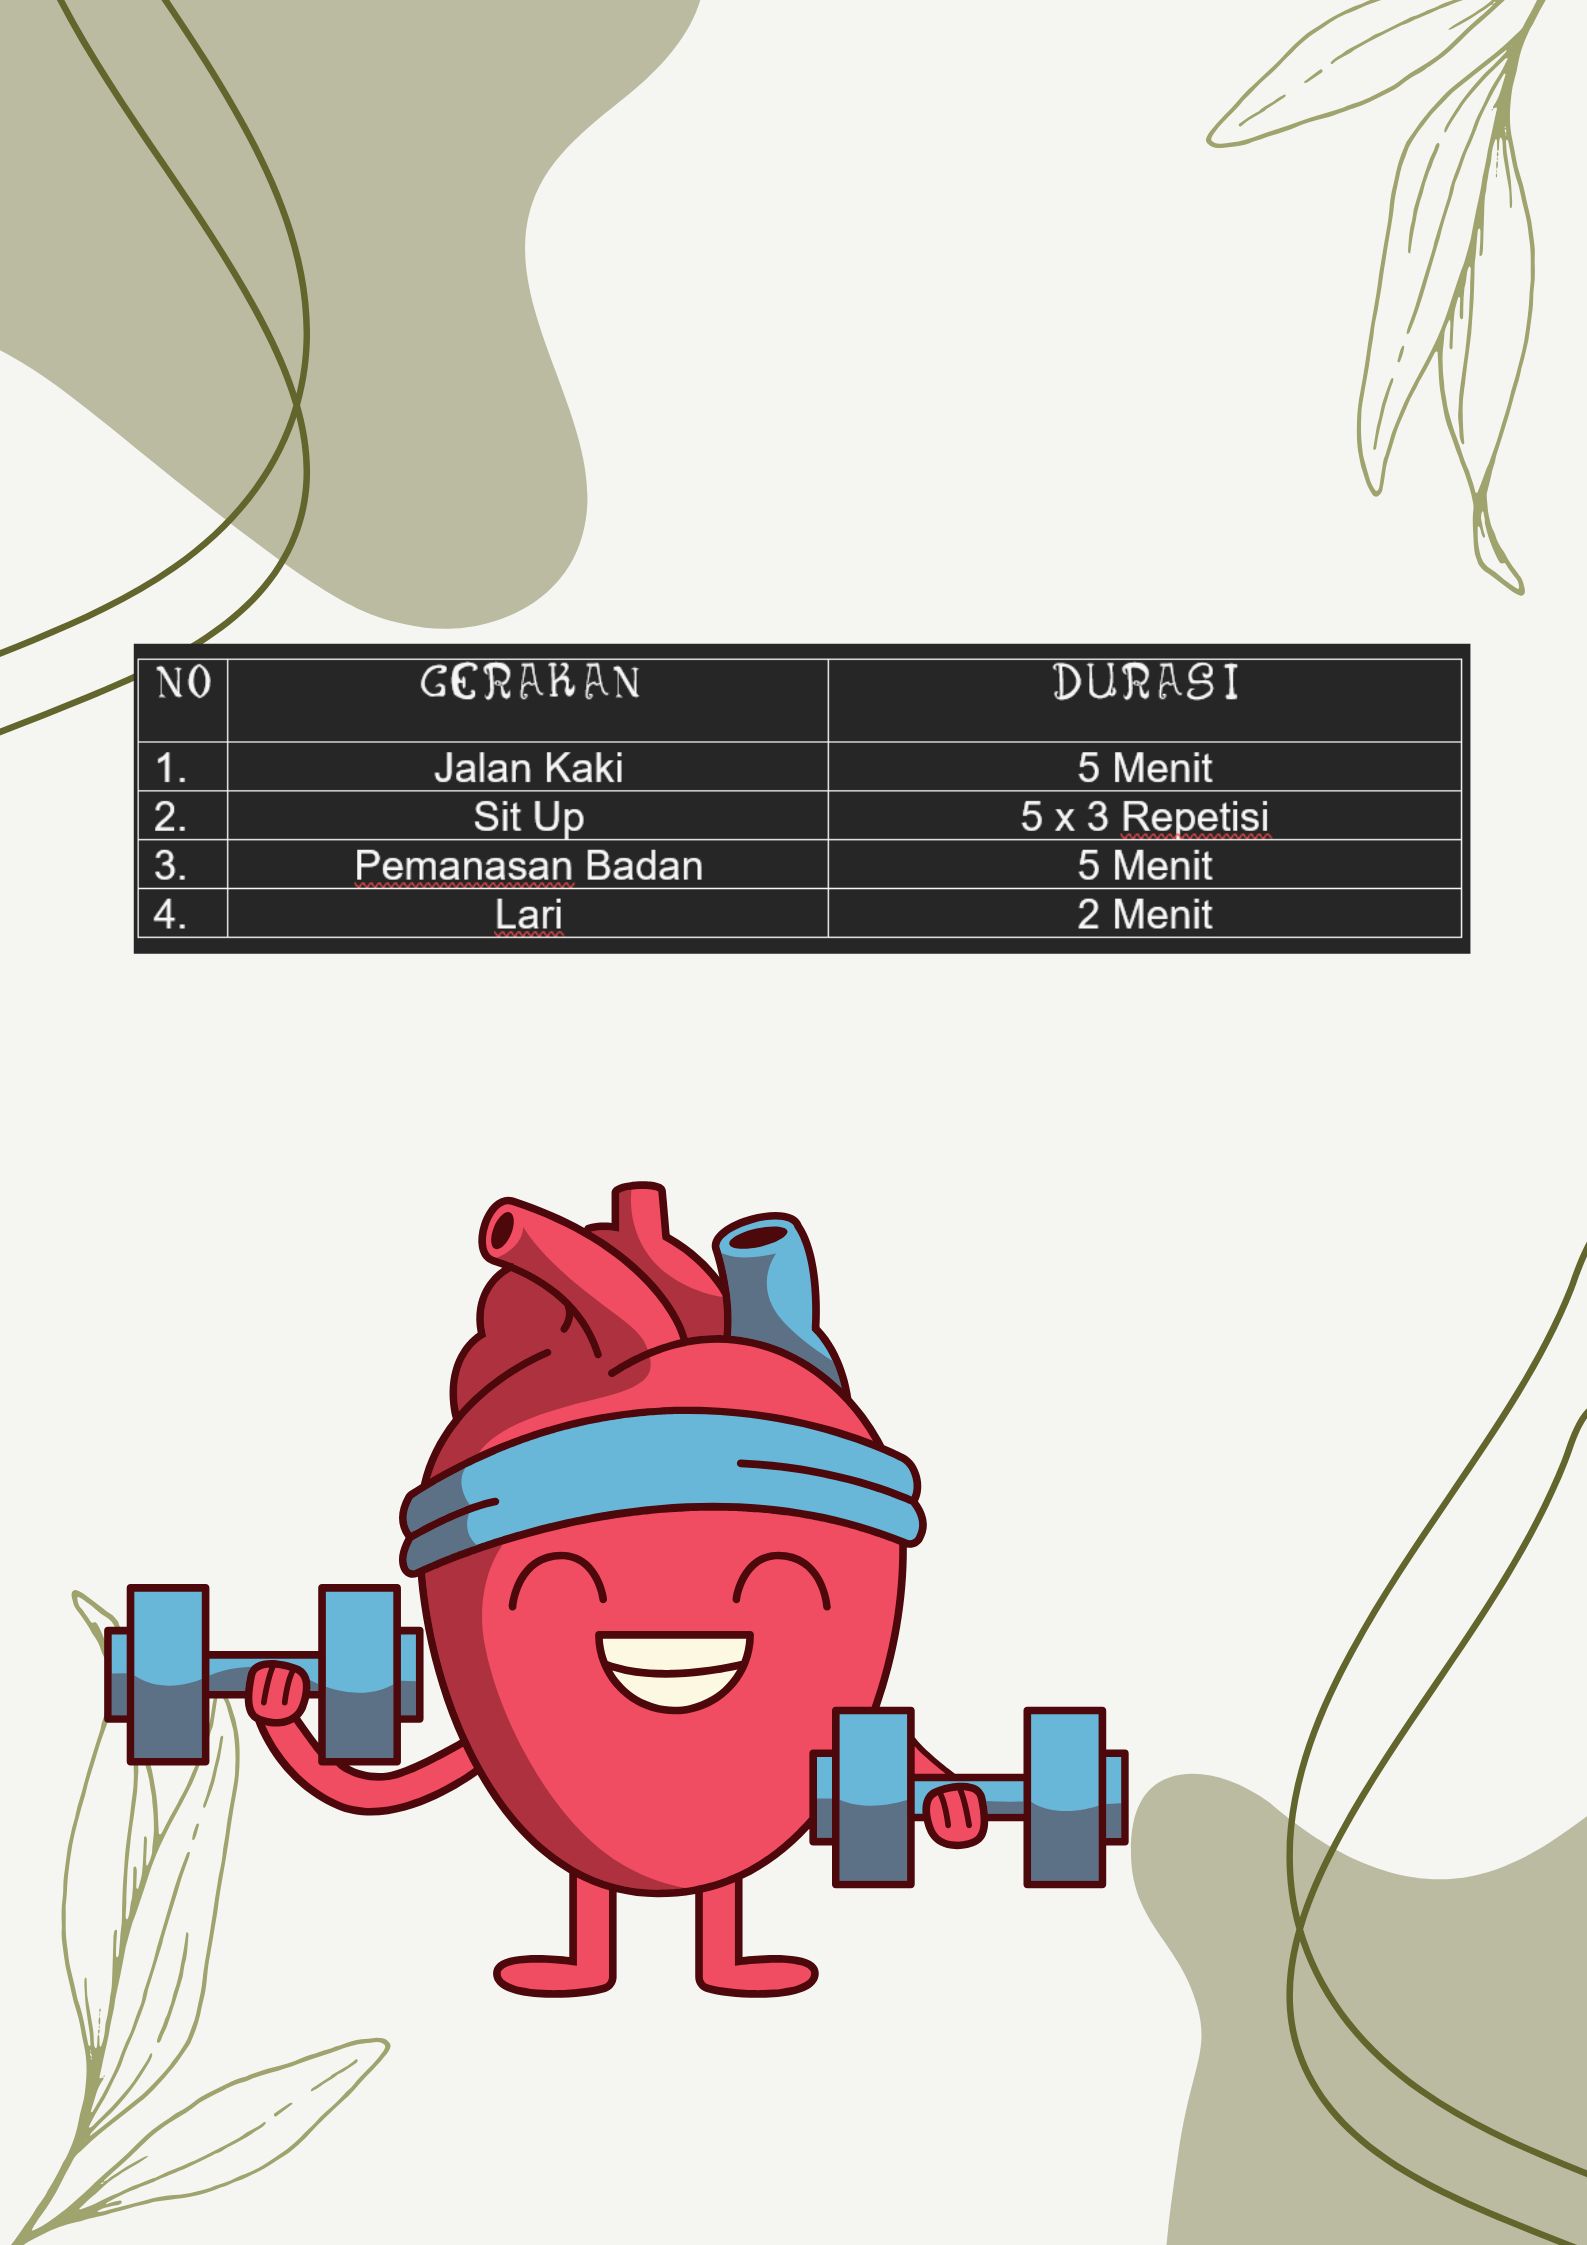 NO GERAKAN DURASI
1. Jalan Kaki 5 Menit
2. Sit Up 5 x 3 Repetisi
3. Pemanasan Badan 5 Menit
4. Lari 2 Menit